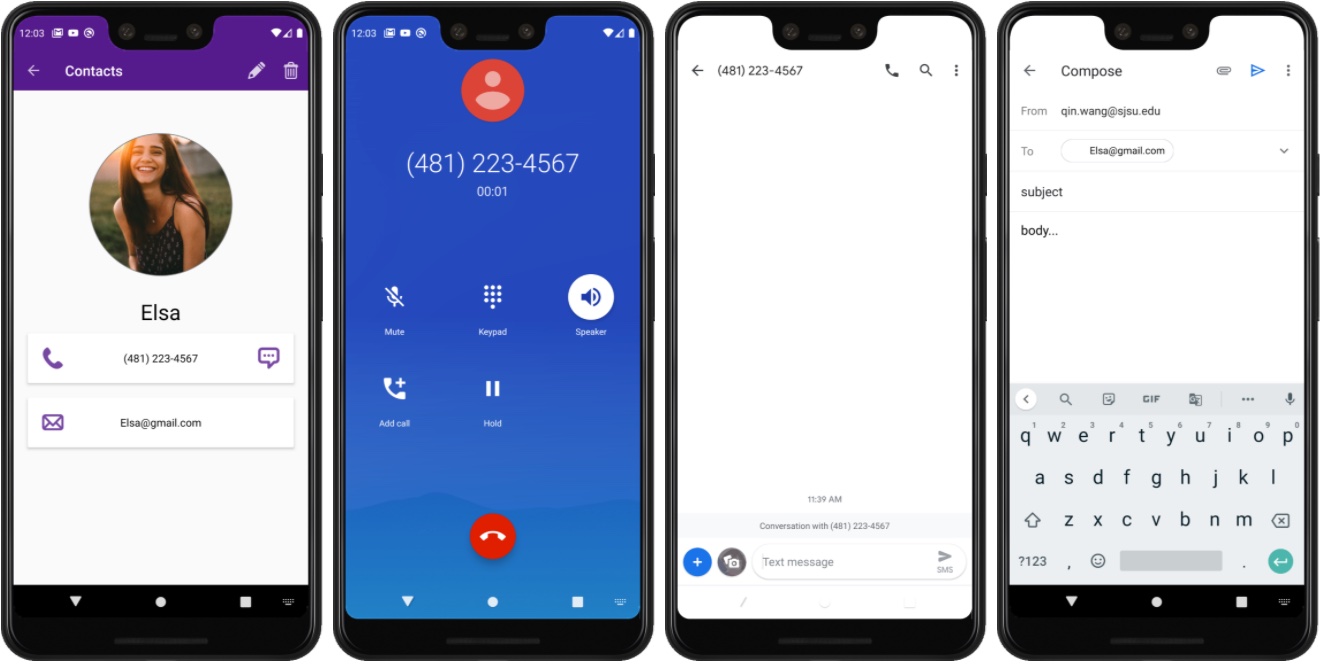 12:03
Contacts
Elsa
(481) 223-4567
Elsa@gmail.com
12:03
(481) 223-4567
00:01
Mute
Keypad
Speaker
Add call
Hold
(481) 223-4567
11:39 AM
Conversation with (481) 223-4567
Text message
SMS
Compose
From qin.wang@sjsu.edu
To Elsa@gmail.com
subject
body...
GIF
1 2 3 4 5 6 7 8 9 0
q w e r t y u i o p
a s d f g h j k l
z x c v b n m
?123 , .